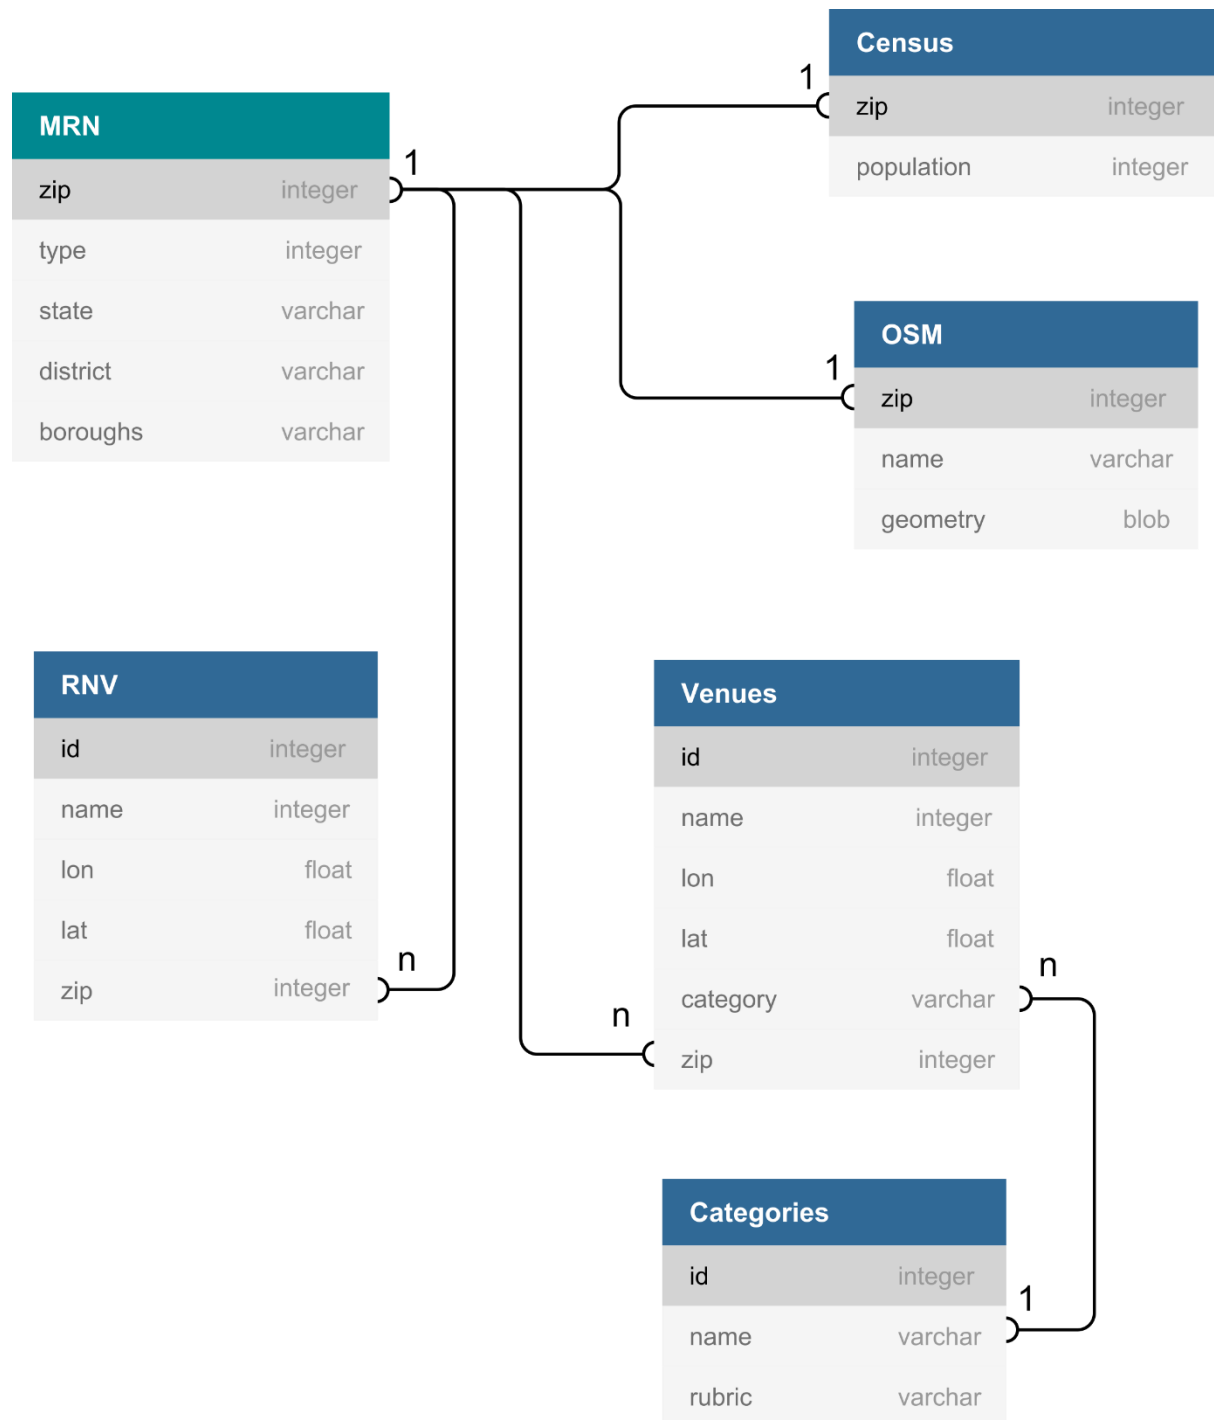 Census
1
zip integer
population integer
MRN
1
zip integer
type integer
state varchar
district varchar
boroughs varchar
OSM
1
zip integer
name varchar
geometry blob
RNV
id integer
name integer
lon float
lat float
n
zip integer
Venues
id integer
name integer
lon float
lat float
n
category varchar
n
zip integer
Categories
id integer
1
name varchar
rubric varchar